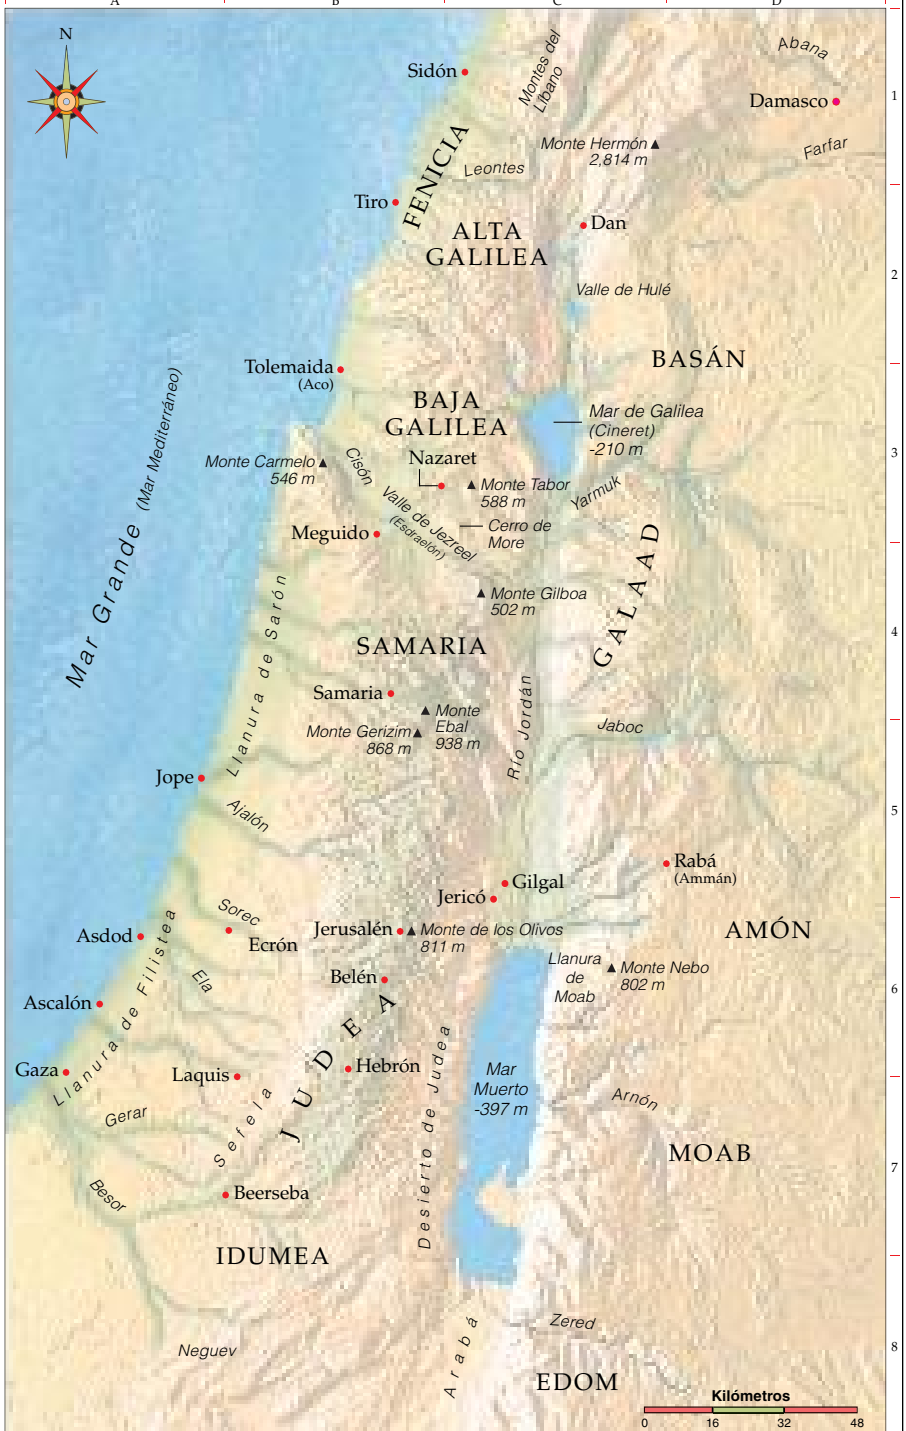 A
B
C
D
N
Abana
Montes del
Líbano
Sidón
Damasco
1
FENICIA
Monte Hermón
2,814 m
Farfar
Leontes
Tiro
ALTA
GALILEA
Dan
2
Valle de Hulé
BASÁN
Tolemaida
(Aco)
BAJA
GALILEA
Mar de Galilea
(Cineret)
-210 m
Nazaret
3
Monte Carmelo
546 m
Cisón
Monte Tabor
588 m
Yarmuk
Valle de Jezreel
(Esdraelón)
Cerro de
More
Meguido
Mar Grande (Mar Mediterráneo)
GALAAD
Monte Gilboa
502 m
Llanura de Sarón
4
SAMARIA
Samaria
Monte
Ebal
938 m
Monte Gerizim
868 m
Río Jordán
Jaboc
Jope
Ajalón
5
Rabá
(Ammán)
Gilgal
Jericó
Sorec
Ecrón
Asdod
Jerusalén
Monte de los Olivos
811 m
AMÓN
Llanura
de
Moab
Monte Nebo
802 m
Belén
Ela
6
Ascalón
Llanura de Filistea
JUDEA
Gaza
Laquis
Hebrón
Mar
Muerto
-397 m
Desierto de Judea
Arnón
Gerar
Sefela
MOAB
7
Besor
Beerseba
IDUMEA
Zered
Neguev
Arabá
8
EDOM
Kilómetros
0 16 32 48